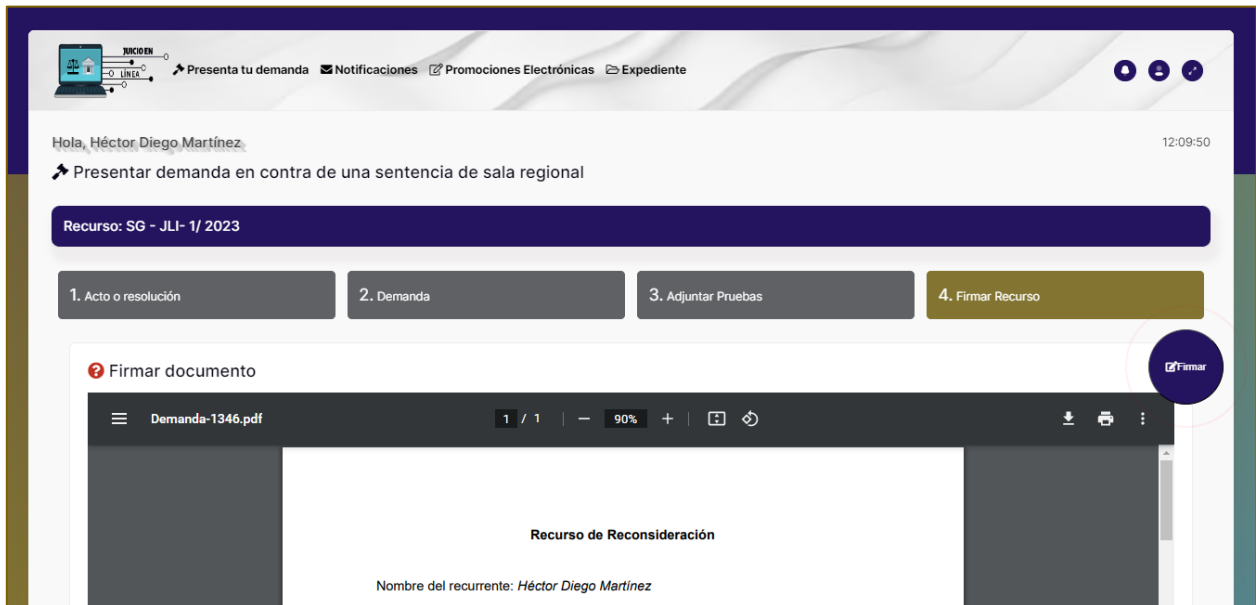 JUICIO EN
LÍNEA
Presenta tu demanda Notificaciones Promociones Electrónicas Expediente
Hola, Héctor Diego Martínez
12:09:50
Presentar demanda en contra de una sentencia de sala regional
Recurso: SG - JLI- 1/ 2023
1. Acto o resolución
2. Demanda
3. Adjuntar Pruebas
4. Firmar Recurso
Firmar
Firmar documento
Demanda-1346.pdf
1 / 1
90%
Recurso de Reconsideración
Nombre del recurrente: Héctor Diego Martínez